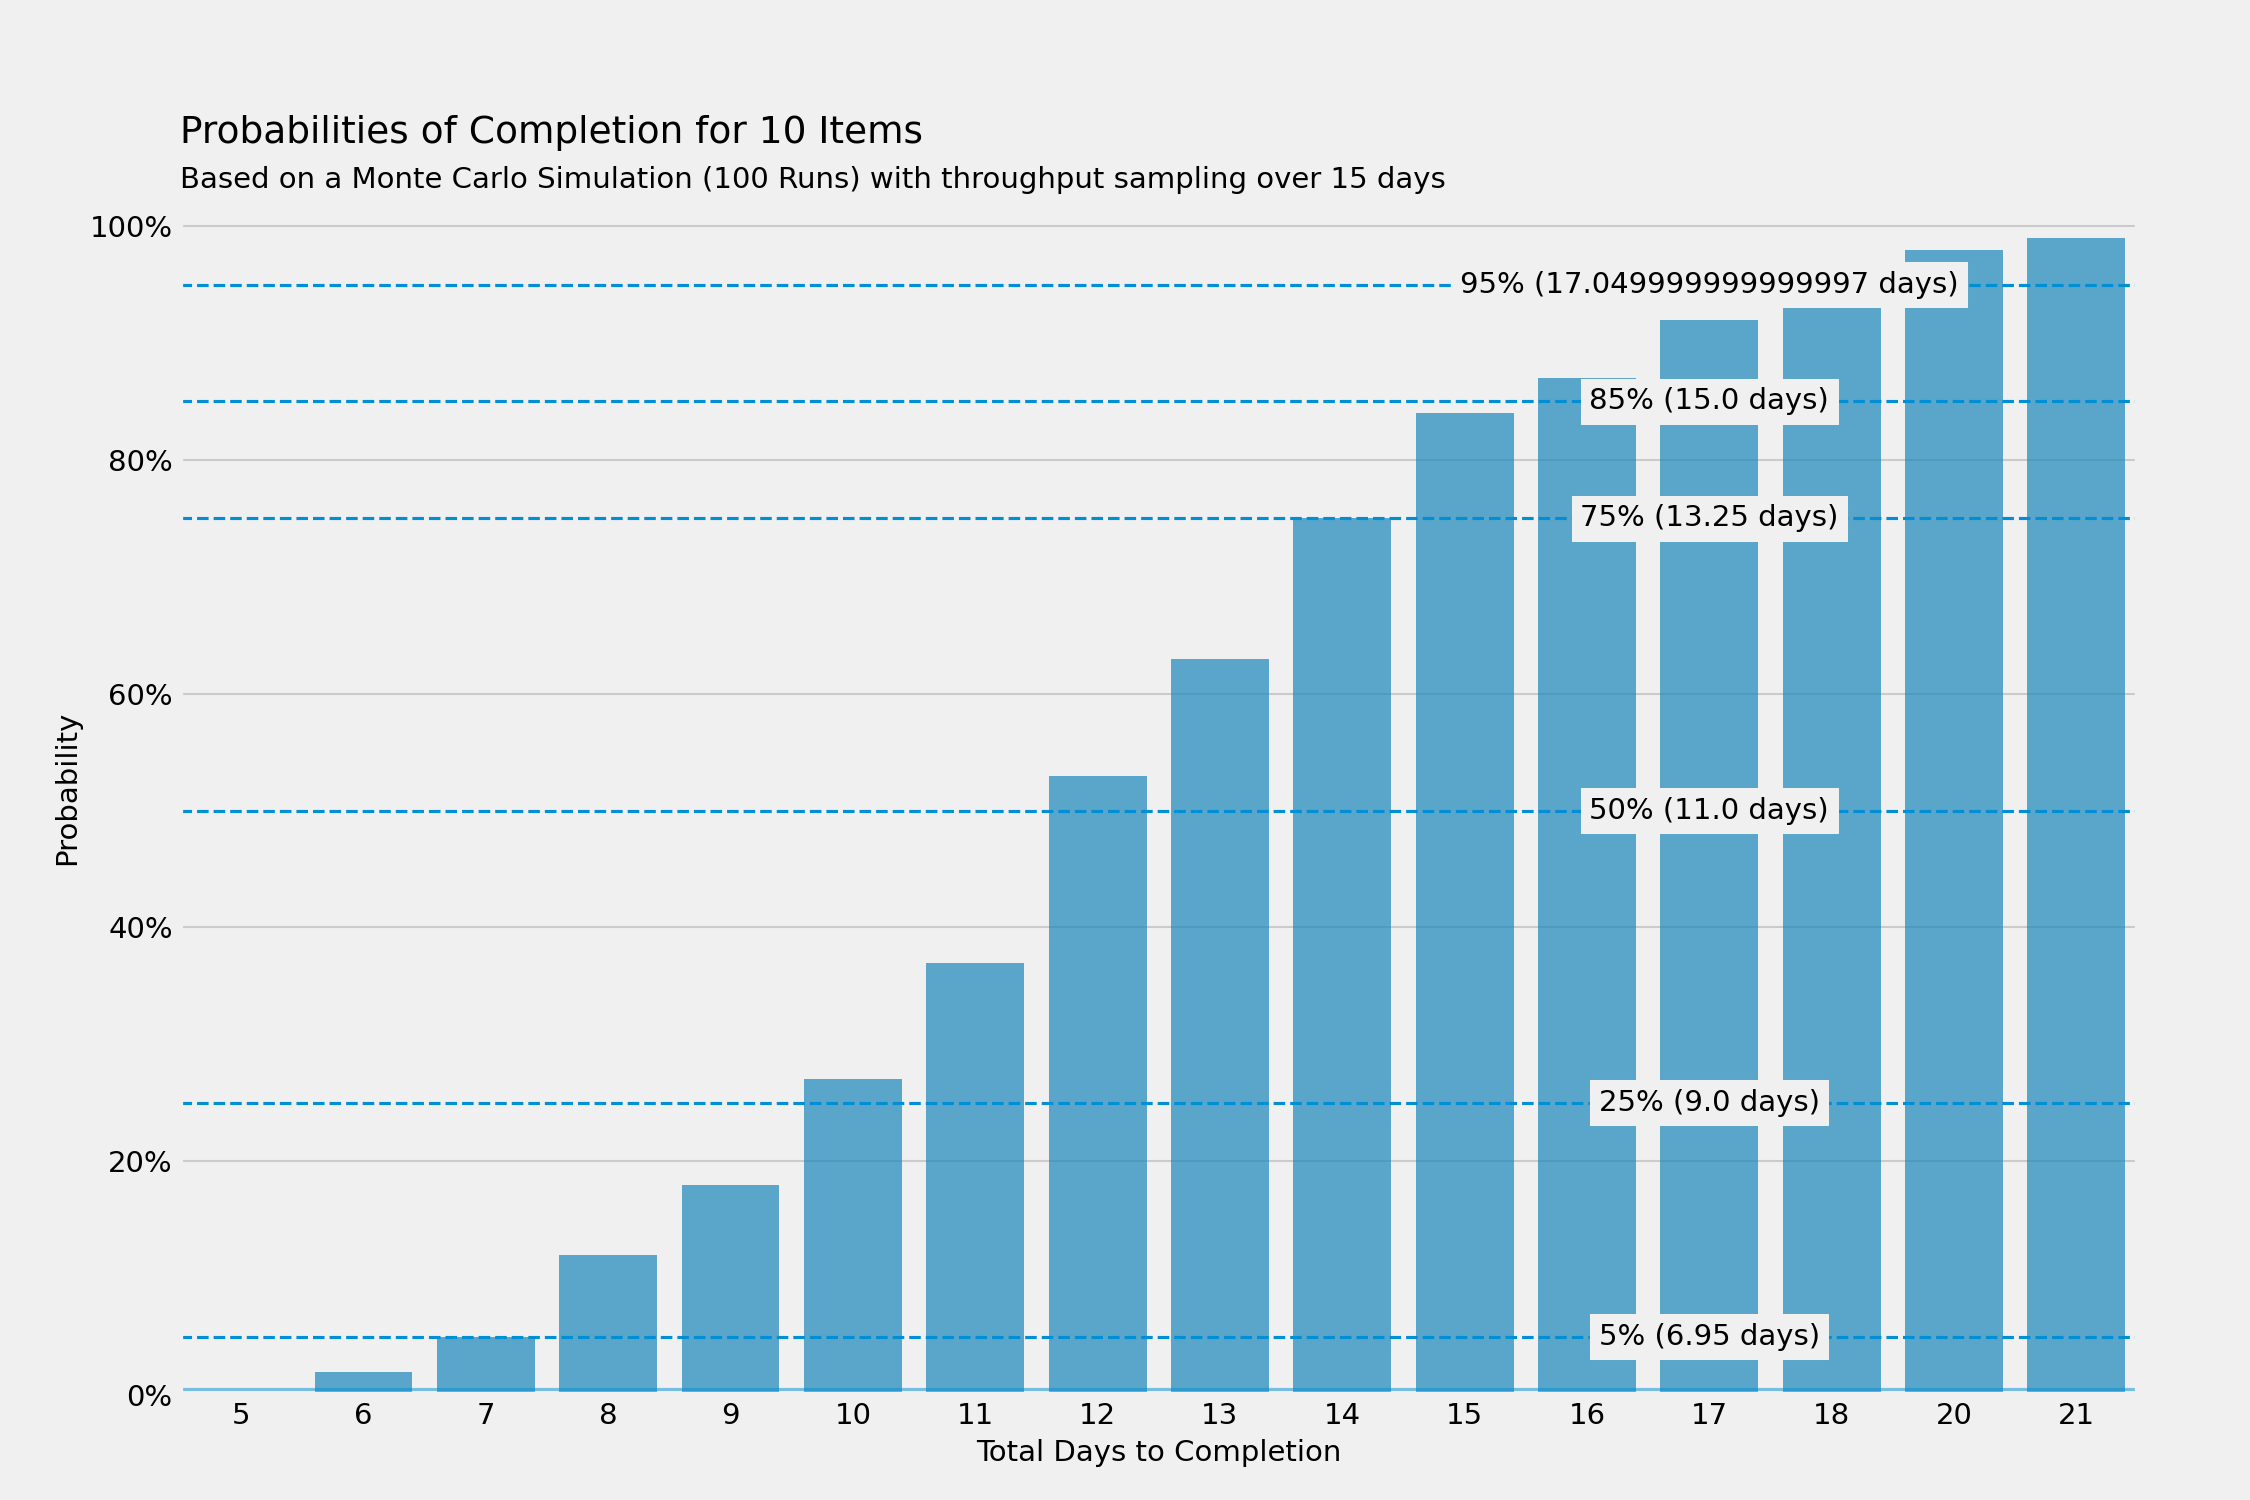 Probabilities of Completion for 10 Items
Based on a Monte Carlo Simulation (100 Runs) with throughput sampling over 15 days
100%
95% (17.049999999999997 days)
85% (15.0 days)
80%
75% (13.25 days)
60%
Probability
50% (11.0 days)
40%
25% (9.0 days)
20%
5% (6.95 days)
0%
5 6 7 8 9 10 11 12 13 14 15 16 17 18 20 21
Total Days to Completion